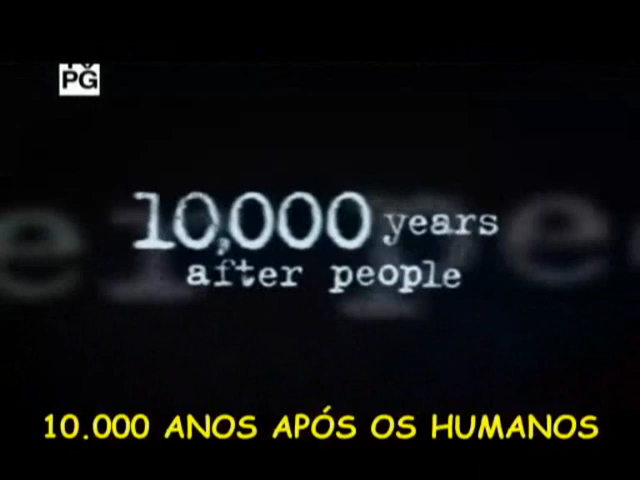 PG
10,000 years
after people
10.000 ANOS APÓS OS HUMANOS